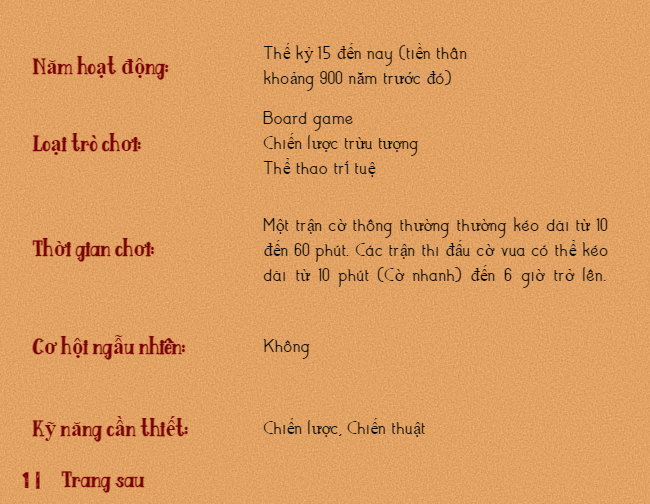 Năm hoạt động:
Thế kỷ 15 đến nay (tiền thân
khoảng 900 năm trước đó)
Loại trò chơi:
Board game
Chiến lược trừu tượng
Thể thao trí tuệ
Thời gian chơi:
Một trận cờ thông thường thường kéo dài từ 10
đến 60 phút. Các trận thi đấu cờ vua có thể kéo
dài từ 10 phút (Cờ nhanh) đến 6 giờ trở lên.
Cơ hội ngẫu nhiên:
Không
Kỹ năng cần thiết:
Chiến lược, Chiến thuật
1 | Trang sau